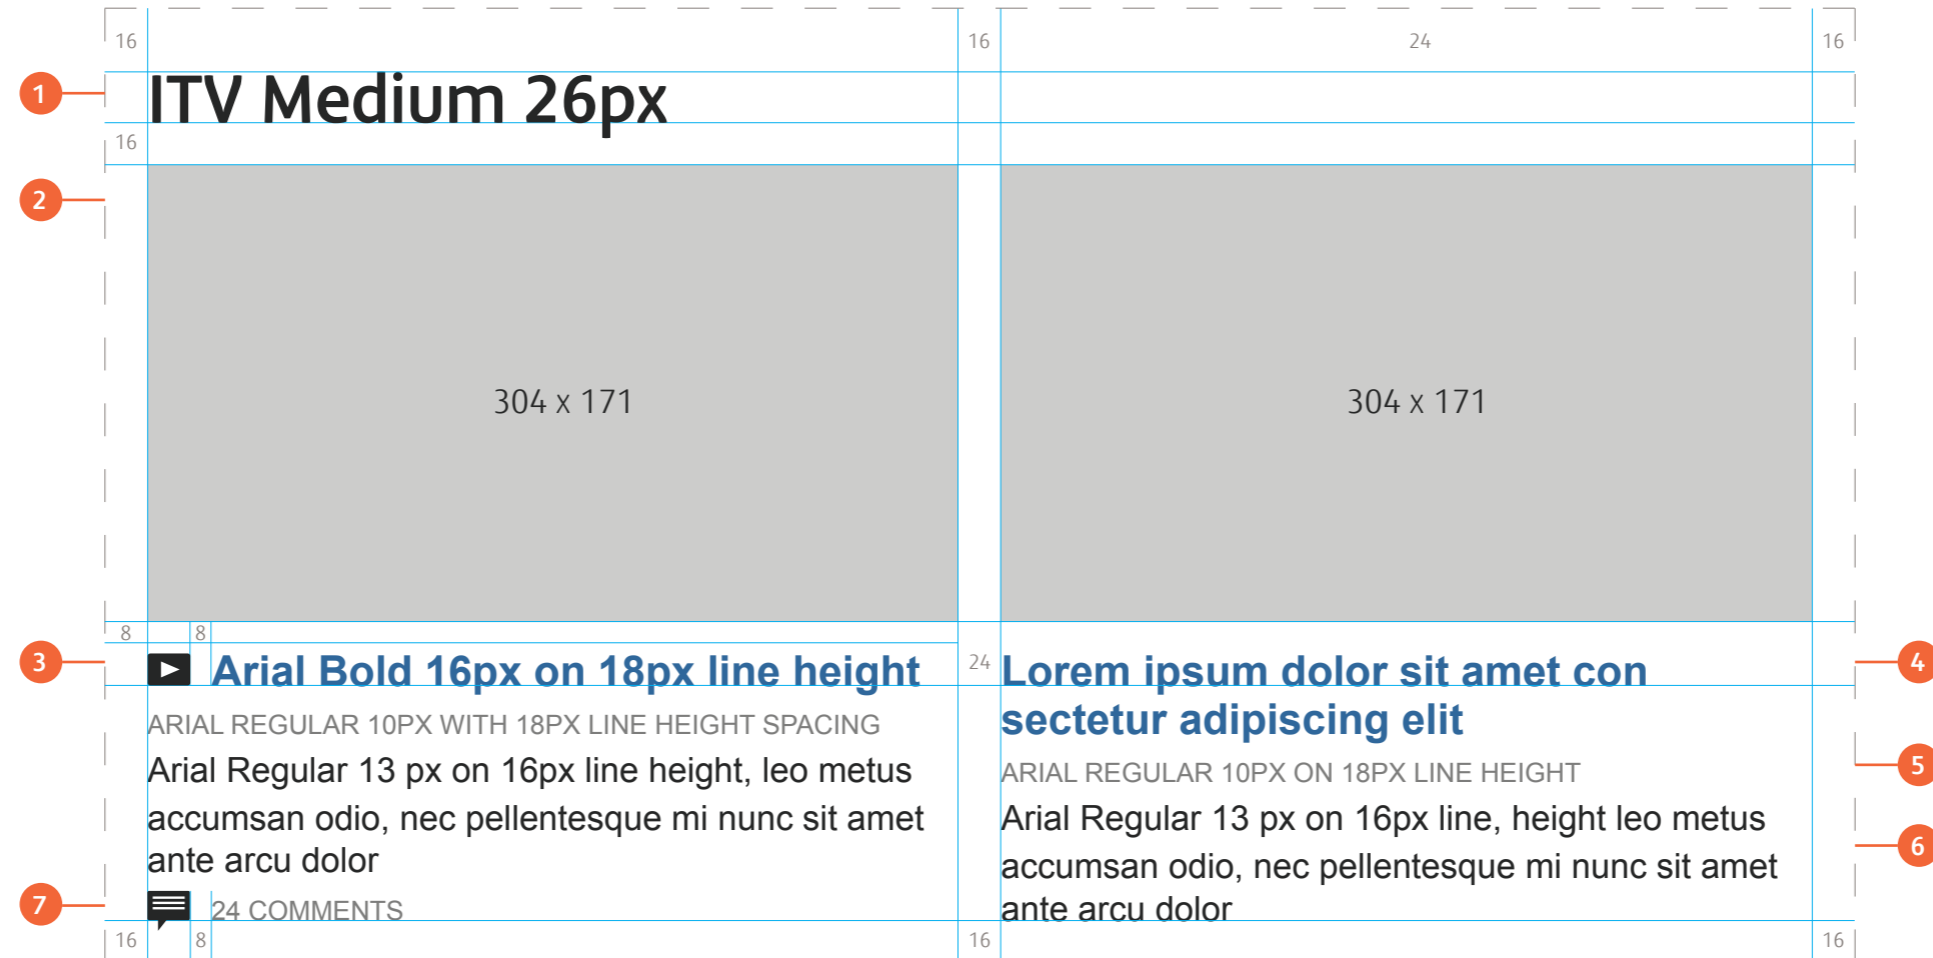 16 16 24 16
1
ITV Medium 26px
16
2
304 x 171 304 x 171
8 8
3
Arial Bold 16px on 18px line height
ARIAL REGULAR 10PX WITH 18PX LINE HEIGHT SPACING
Arial Regular 13 px on 16px line height, leo metus
accumsan odio, nec pellentesque mi nunc sit amet
ante arcu dolor
7
24 COMMENTS
16 8
24
Lorem ipsum dolor sit amet con
sectetur adipiscing elit
4
ARIAL REGULAR 10PX ON 18PX LINE HEIGHT
5
Arial Regular 13 px on 16px line, height leo metus
accumsan odio, nec pellentesque mi nunc sit amet
ante arcu dolor
6
16 16